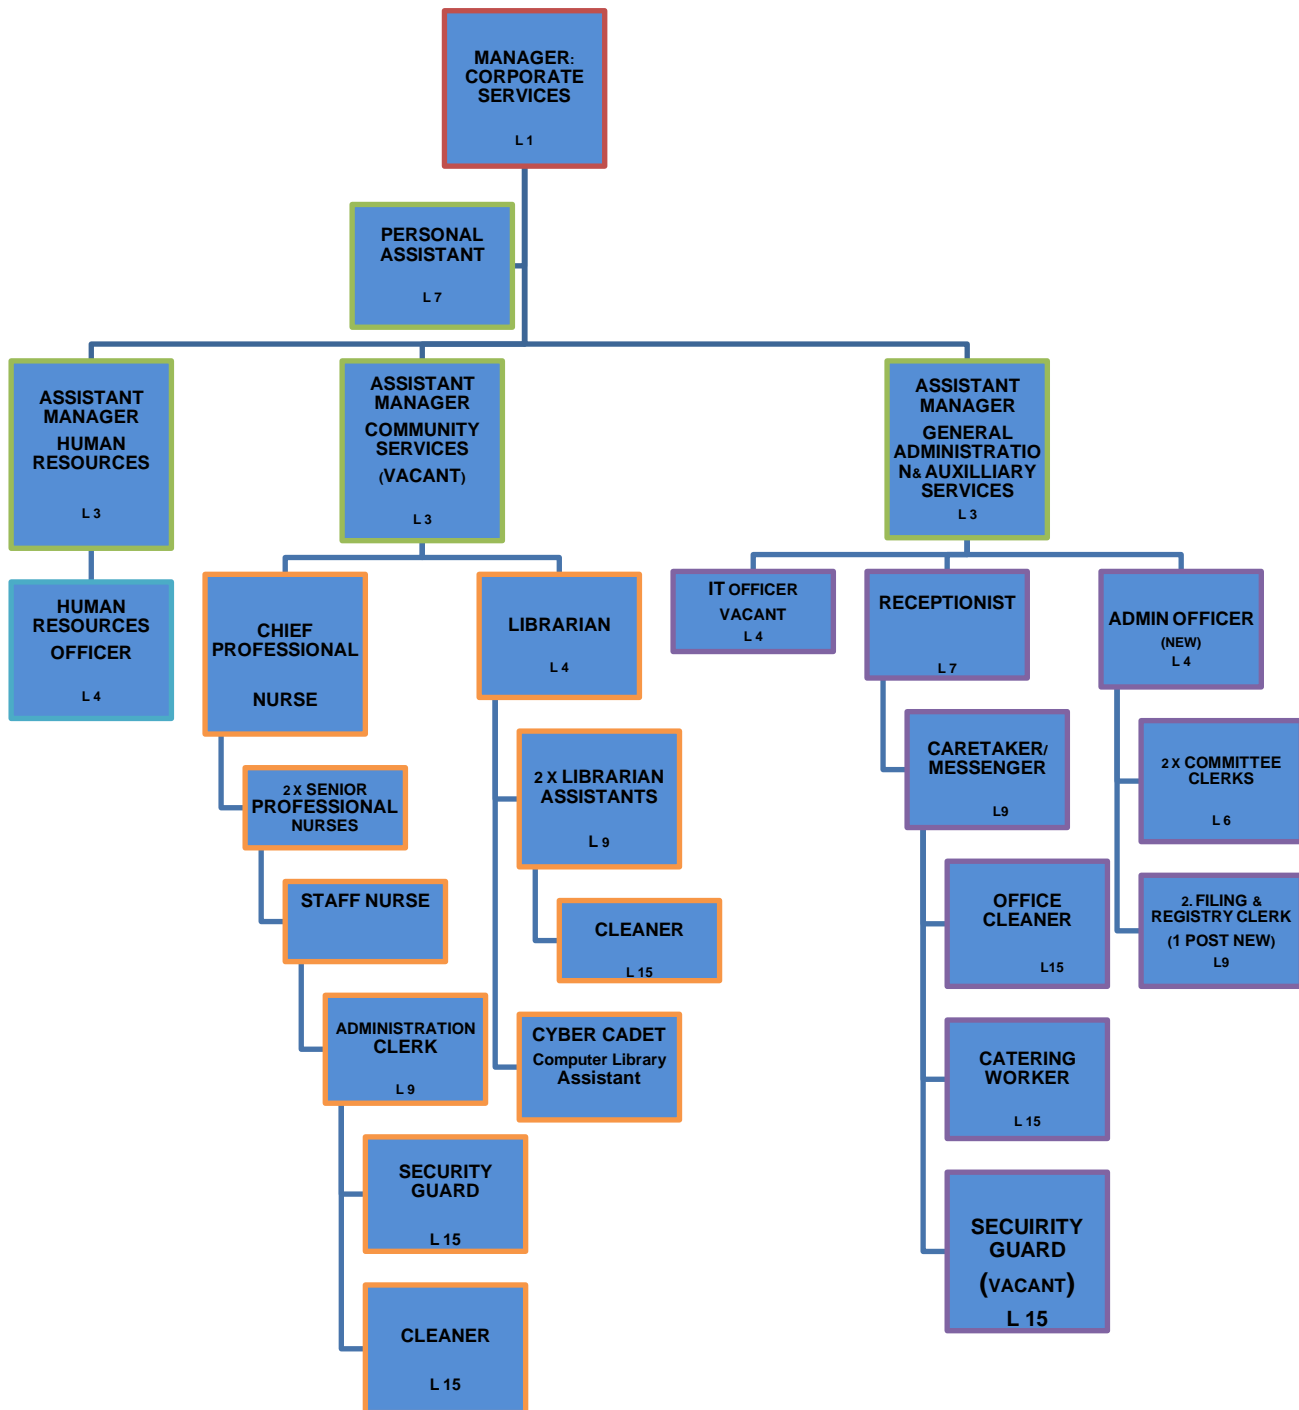 MANAGER:
CORPORATE
SERVICES
L 1
PERSONAL
ASSISTANT
L 7
ASSISTANT
MANAGER
HUMAN
RESOURCES
L 3
ASSISTANT
MANAGER
COMMUNITY
SERVICES
(VACANT)
L 3
ASSISTANT
MANAGER
GENERAL
ADMINISTRATIO
N& AUXILLIARY
SERVICES
L 3
HUMAN
RESOURCES
OFFICER
L 4
CHIEF
PROFESSIONAL
NURSE
2 X SENIOR
PROFESSIONAL
NURSES
STAFF NURSE
ADMINISTRATION
CLERK
L 9
SECURITY
GUARD
L 15
CLEANER
L 15
LIBRARIAN
L 4
2 X LIBRARIAN
ASSISTANTS
L 9
CLEANER
L 15
CYBER CADET
Computer Library
Assistant
IT OFFICER
VACANT
L 4
RECEPTIONIST
L 7
CARETAKER/
MESSENGER
L9
OFFICE
CLEANER
L15
CATERING
WORKER
L 15
SECUIRITY
GUARD
(VACANT)
L 15
ADMIN OFFICER
(NEW)
L 4
2 X COMMITTEE
CLERKS
L 6
2. FILING &
REGISTRY CLERK
(1 POST NEW)
L9